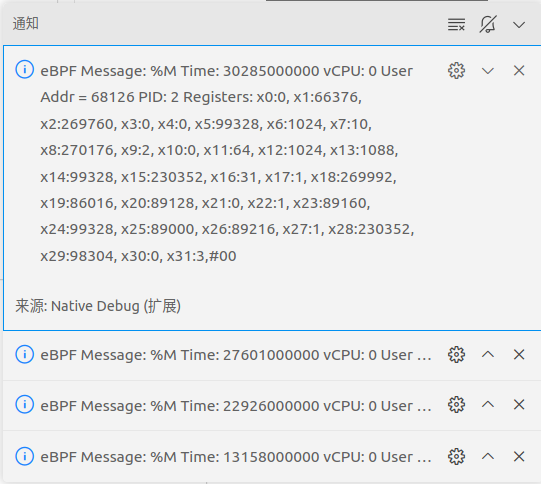 通知
eBPF Message: %M Time: 30285000000 vCPU: 0 User
Addr = 68126 PID: 2 Registers: x0:0, x1:66376,
x2:269760, x3:0, x4:0, x5:99328, x6:1024, x7:10,
x8:270176, x9:2, x10:0, x11:64, x12:1024, x13:1088,
x14:99328, x15:230352, x16:31, x17:1, x18:269992,
x19:86016, x20:89128, x21:0, x22:1, x23:89160,
x24:99328, x25:89000, x26:89216, x27:1, x28:230352,
x29:98304, x30:0, x31:3,#00
来源: Native Debug (扩展)
eBPF Message: %M Time: 27601000000 vCPU: 0 User ...
eBPF Message: %M Time: 22926000000 vCPU: 0 User ...
eBPF Message: %M Time: 13158000000 vCPU: 0 User ...